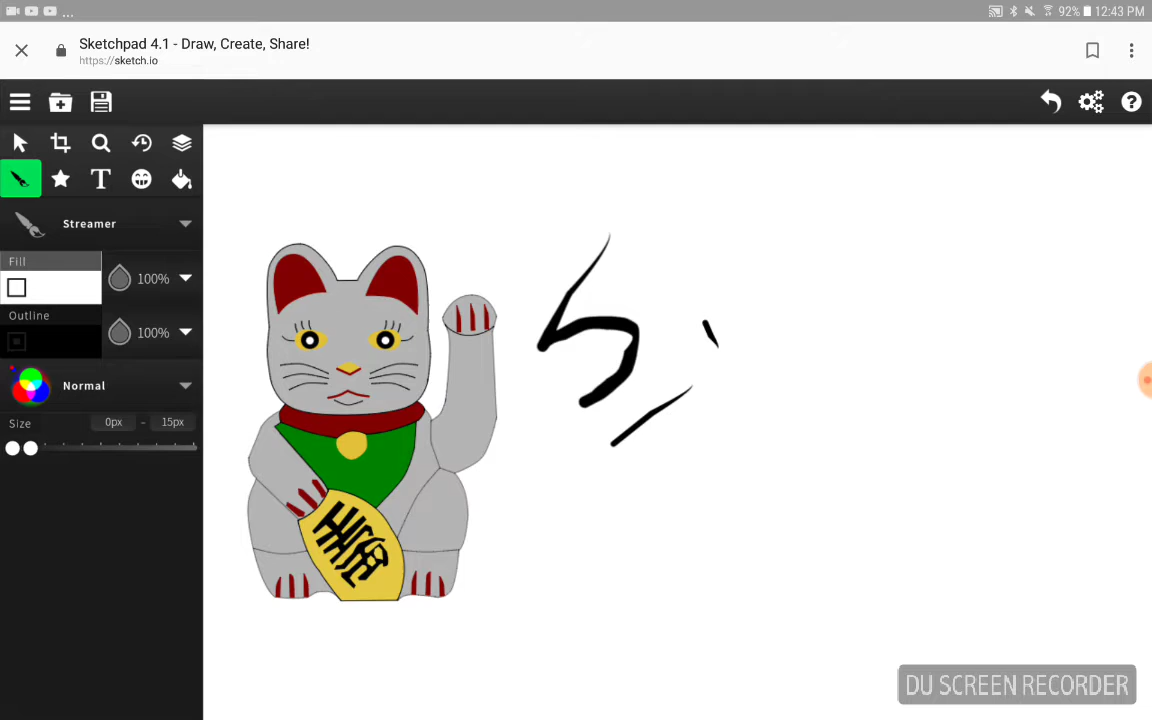 ... 92% 12:43 PM
Sketchpad 4.1 - Draw, Create, Share!
https://sketch.io
T
Streamer
Fill
100%
Outline
100%
Normal
Size 0px - 15px
DU SCREEN RECORDER